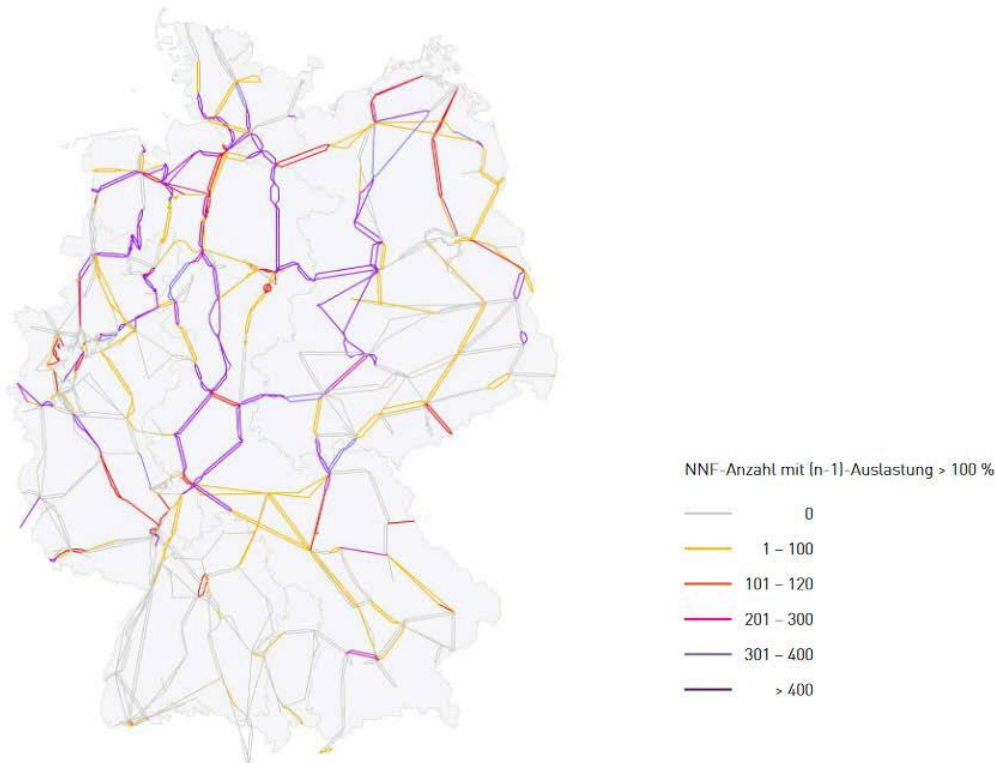 NNF-Anzahl mit (n-1)-Auslastung > 100 %
0
1 – 100
101 – 120
201 – 300
301 – 400
> 400